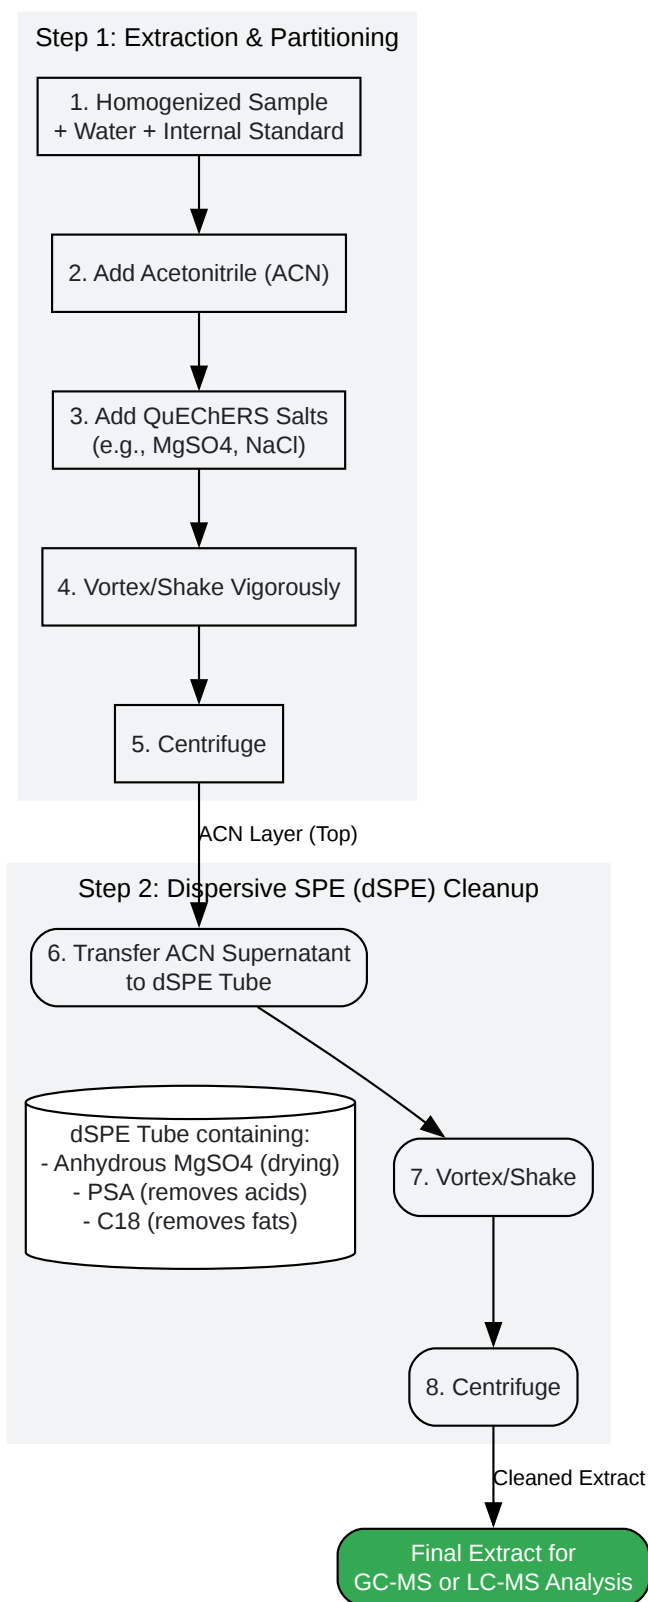 Step 1: Extraction & Partitioning
1. Homogenized Sample
+ Water + Internal Standard
2. Add Acetonitrile (ACN)
3. Add QuEChERS Salts
(e.g., MgSO4, NaCl)
4. Vortex/Shake Vigorously
5. Centrifuge
ACN Layer (Top)
Step 2: Dispersive SPE (dSPE) Cleanup
6. Transfer ACN Supernatant
to dSPE Tube
dSPE Tube containing:
- Anhydrous MgSO4 (drying)
- PSA (removes acids)
- C18 (removes fats)
7. Vortex/Shake
8. Centrifuge
Cleaned Extract
Final Extract for
GC-MS or LC-MS Analysis